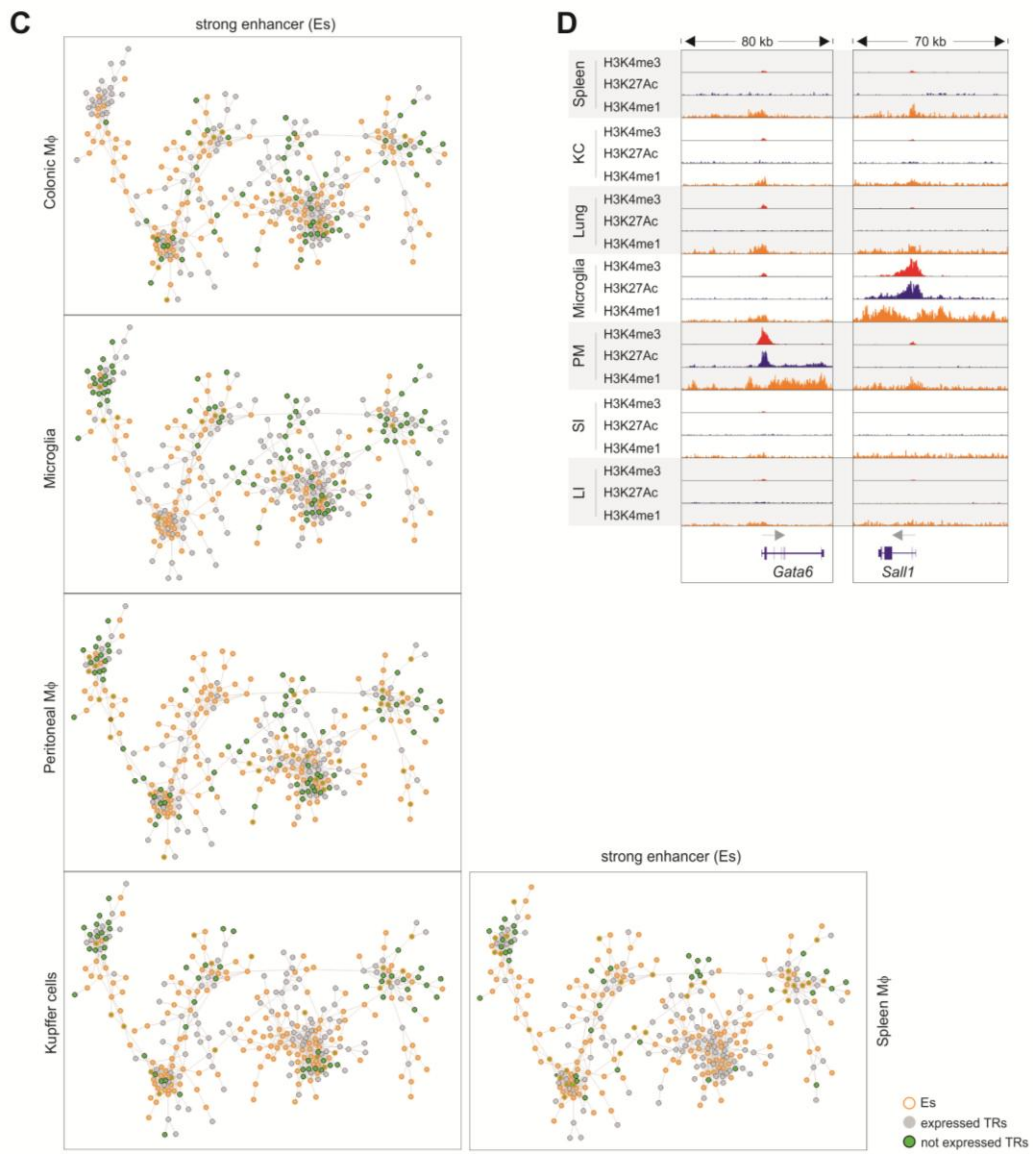 C
strong enhancer (Es)
Colonic Mϕ
Microglia
Peritoneal Mϕ
Kupffer cells
strong enhancer (Es)
Spleen Mϕ
Es
expressed TRs
not expressed TRs
D
80 kb
70 kb
Spleen
H3K4me3
H3K27Ac
H3K4me1
KC
H3K4me3
H3K27Ac
H3K4me1
Lung
H3K4me3
H3K27Ac
H3K4me1
Microglia
H3K4me3
H3K27Ac
H3K4me1
PM
H3K4me3
H3K27Ac
H3K4me1
SI
H3K4me3
H3K27Ac
H3K4me1
LI
H3K4me3
H3K27Ac
H3K4me1
Gata6
Sall1